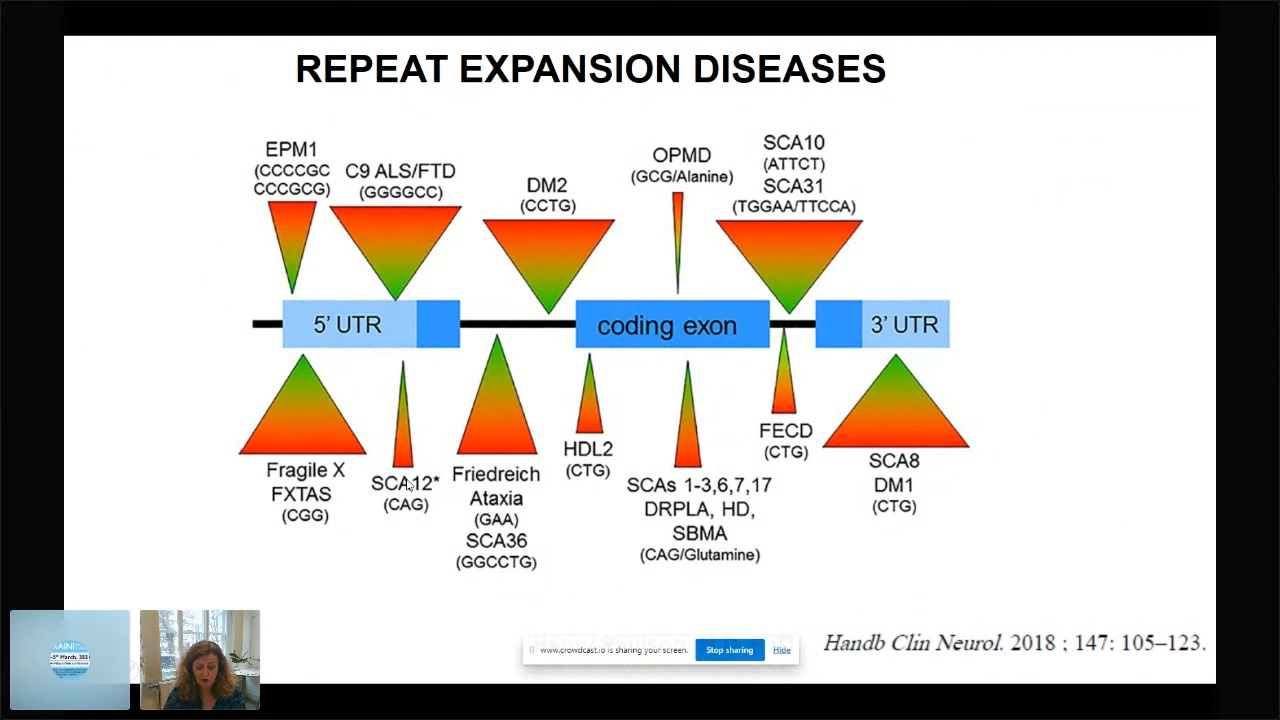 REPEAT EXPANSION DISEASES
EPM1
(CCCCGC
CCCGCG)
C9 ALS/FTD
(GGGGCC)
DM2
(CCTG)
OPMD
(GCG/Alanine)
SCA10
(ATTCT)
SCA31
(TGGAA/TTCCA)
5' UTR
coding exon
3' UTR
Fragile X
FXTAS
(CGG)
SCA12*
(CAG)
Friedreich
Ataxia
(GAA)
SCA36
(GGCCTG)
HDL2
(CTG)
SCAs 1-3,6,7,17
DRPLA, HD,
SBMA
(CAG/Glutamine)
FECD
(CTG)
SCA8
DM1
(CTG)
www.crowdcast.io is sharing your screen.
Stop sharing
Hide
Handb Clin Neurol. 2018 ; 147: 105–123.